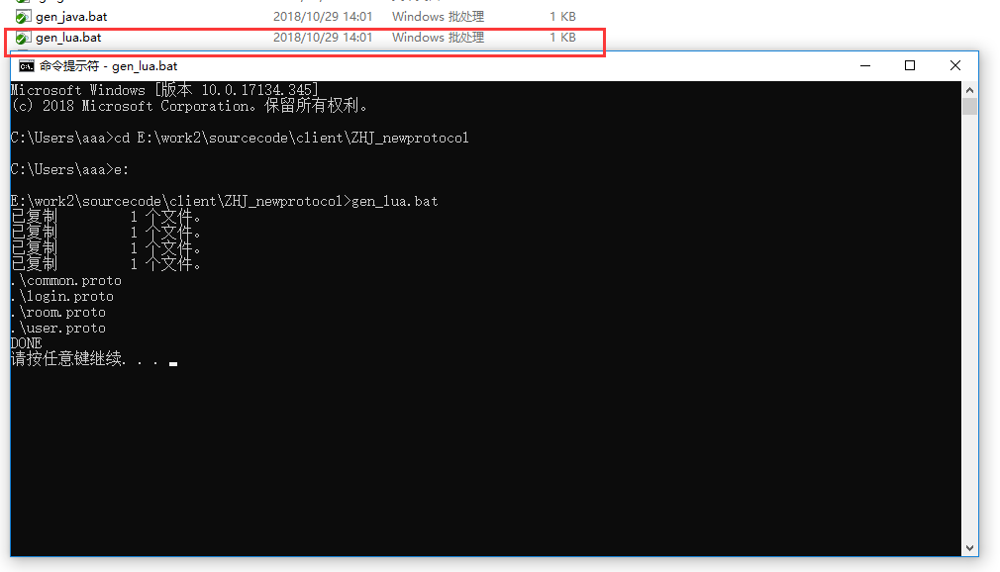 gen_java.bat 2018/10/29 14:01 Windows 批处理 1 KB
gen_lua.bat 2018/10/29 14:01 Windows 批处理 1 KB
命令提示符 - gen_lua.bat
Microsoft Windows [版本 10.0.17134.345]
(c) 2018 Microsoft Corporation。保留所有权利。
C:\Users\aaa>cd E:\work2\sourcecode\client\ZHJ_newprotocol
C:\Users\aaa>e:
E:\work2\sourcecode\client\ZHJ_newprotocol>gen_lua.bat
已复制         1 个文件。
已复制         1 个文件。
已复制         1 个文件。
已复制         1 个文件。
.\common.proto
.\login.proto
.\room.proto
.\user.proto
DONE
请按任意键继续. . .